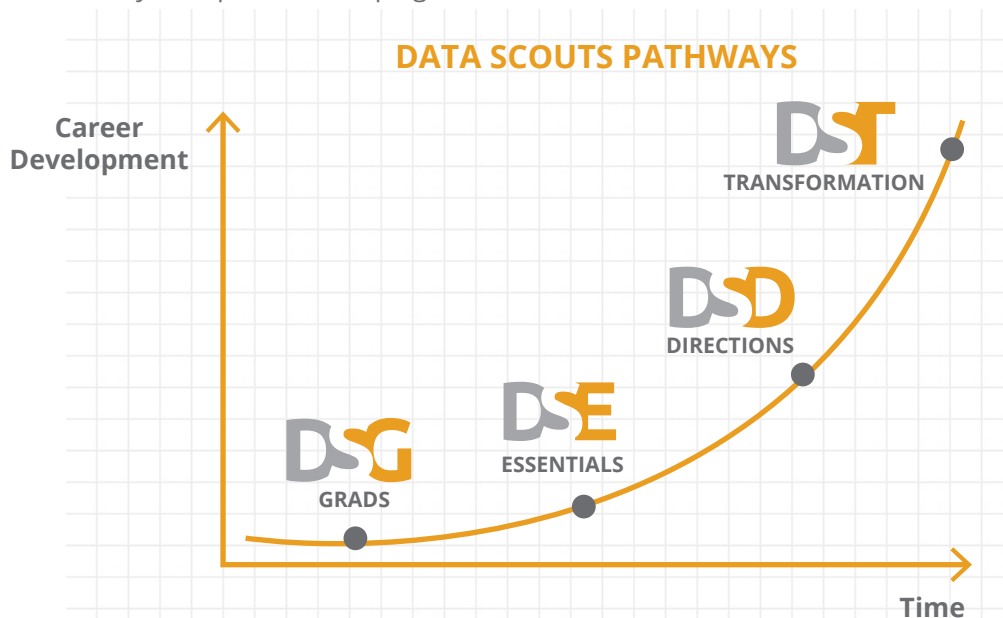 DATA SCOUTS PATHWAYS
Career
Development
DST
TRANSFORMATION
DSD
DIRECTIONS
DSE
ESSENTIALS
DSG
GRADS
Time